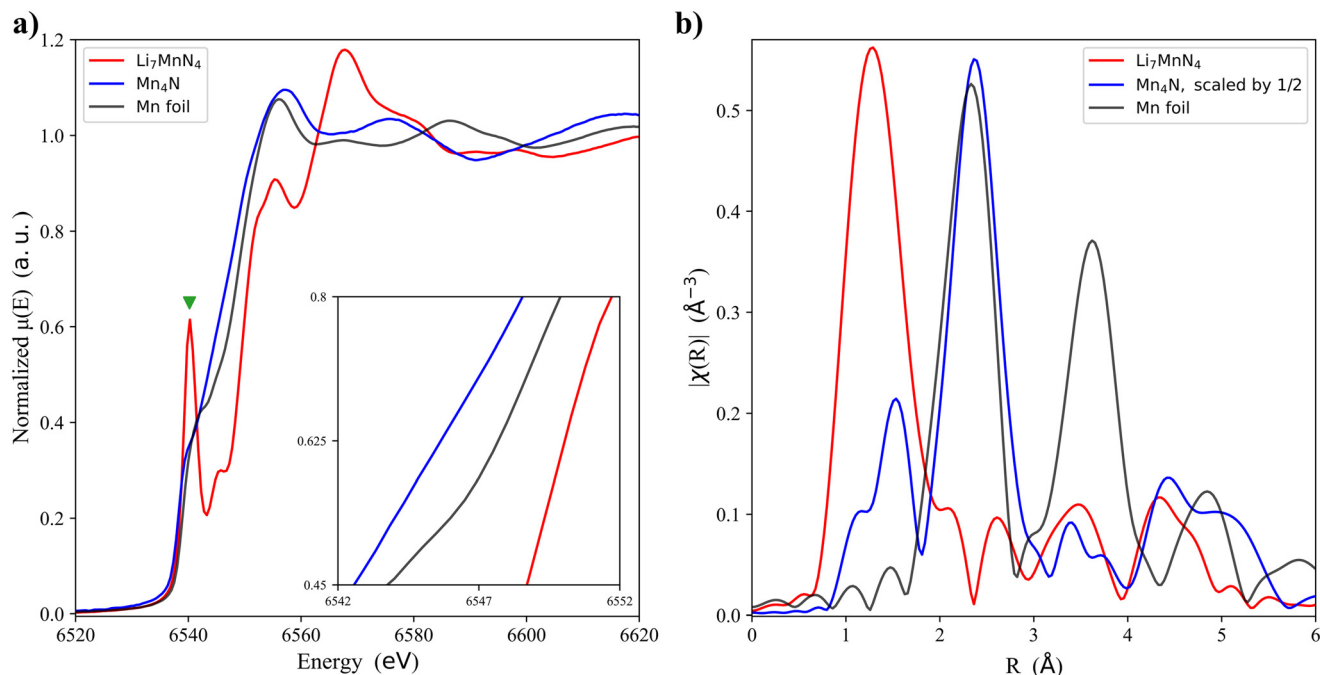 a)
Li₇MnN₄
Mn₄N
Mn foil
1.2
1.0
0.8
0.6
0.4
0.2
0.0
Normalized μ(E) (a. u.)
6520
6540
6560
6580
6600
6620
Energy (eV)
0.8
0.625
0.45
6542
6547
6552
b)
Li₇MnN₄
Mn₄N, scaled by 1/2
Mn foil
0.5
0.4
0.3
0.2
0.1
0.0
|χ(R)| (Å⁻³)
0
1
2
3
4
5
6
R (Å)